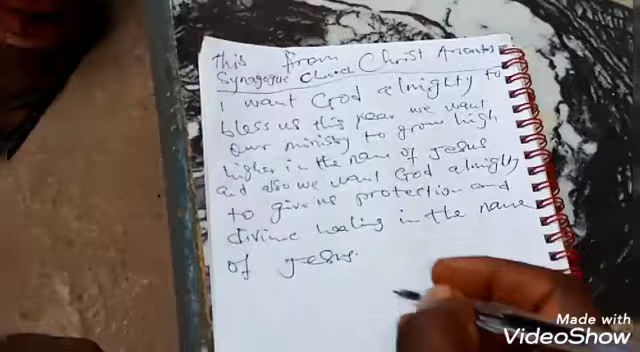 This from Christ
Synagogue Church
I want God almighty to
bless us this year we want
our ministry to grow high
higher in the name of Jesus
and also we want God almighty
to give us protection and
divine healing in the name
of Jesus.
Made with
VideoShow